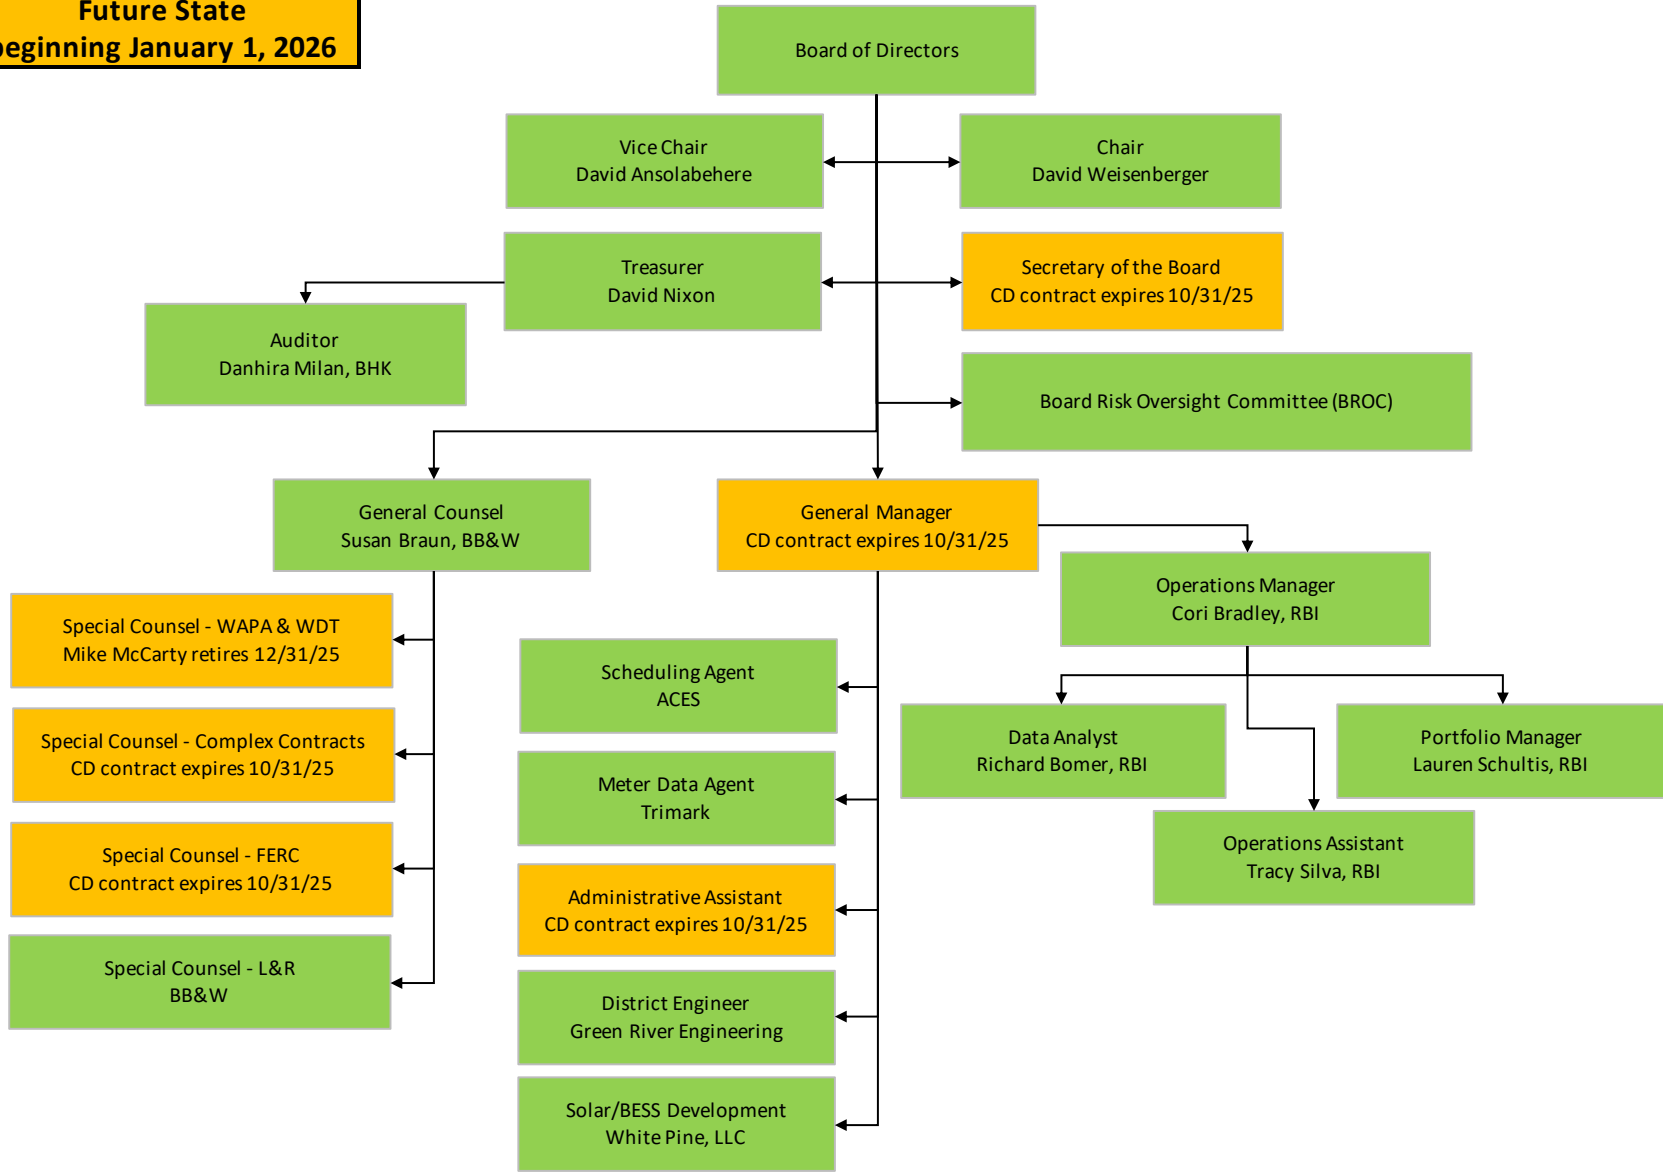 Future State
beginning January 1, 2026
Board of Directors
Vice Chair
David Ansolabehere
Chair
David Weisenberger
Treasurer
David Nixon
Secretary of the Board
CD contract expires 10/31/25
Auditor
Danhira Milan, BHK
Board Risk Oversight Committee (BROC)
General Counsel
Susan Braun, BB&W
General Manager
CD contract expires 10/31/25
Operations Manager
Cori Bradley, RBI
Special Counsel - WAPA & WDT
Mike McCarty retires 12/31/25
Scheduling Agent
ACES
Special Counsel - Complex Contracts
CD contract expires 10/31/25
Data Analyst
Richard Bomer, RBI
Portfolio Manager
Lauren Schultis, RBI
Meter Data Agent
Trimark
Operations Assistant
Tracy Silva, RBI
Special Counsel - FERC
CD contract expires 10/31/25
Administrative Assistant
CD contract expires 10/31/25
Special Counsel - L&R
BB&W
District Engineer
Green River Engineering
Solar/BESS Development
White Pine, LLC